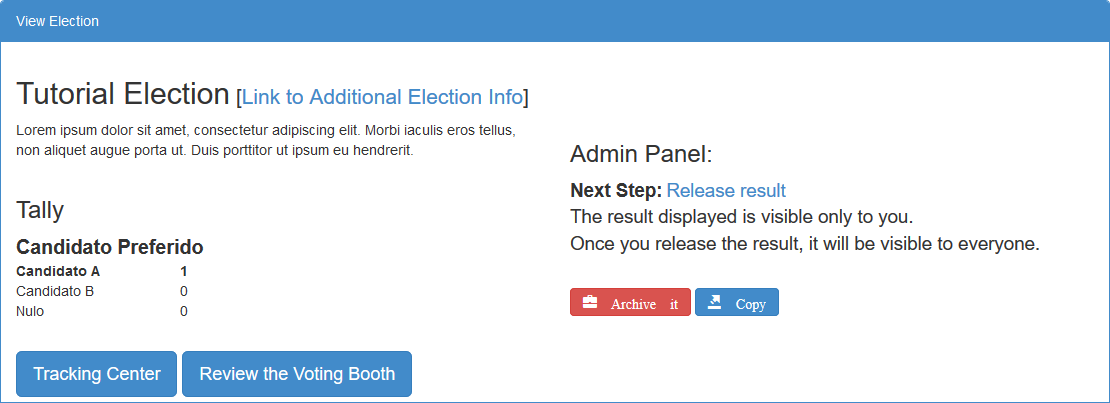 View Election
Tutorial Election [Link to Additional Election Info]
Lorem ipsum dolor sit amet, consectetur adipiscing elit. Morbi iaculis eros tellus,
non aliquet augue porta ut. Duis porttitor ut ipsum eu hendrerit.
Tally
Candidato Preferido
Candidato A 1
Candidato B 0
Nulo 0
Tracking Center Review the Voting Booth
Admin Panel:
Next Step: Release result
The result displayed is visible only to you.
Once you release the result, it will be visible to everyone.
Archive it Copy